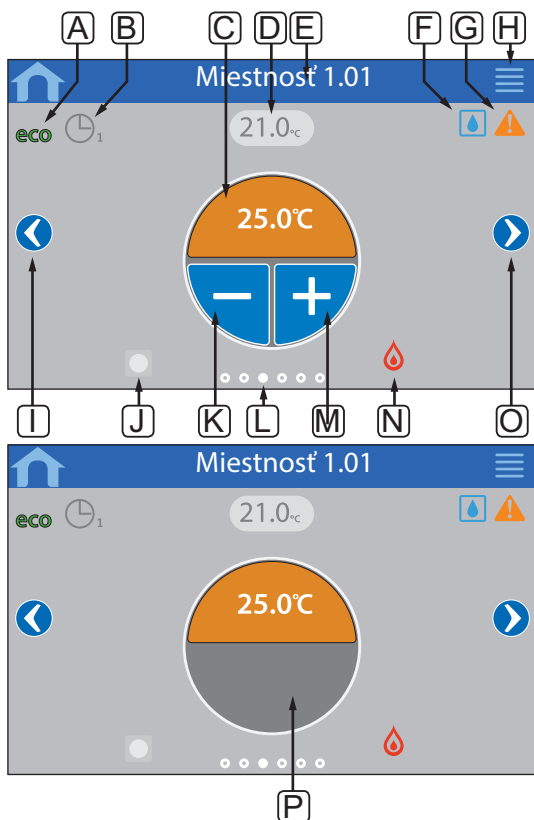 A B C D E F G H
Miestnosť 1.01
eco 1 21.0°C
25.0°C
− +
I J K L M N O
Miestnosť 1.01
eco 1 21.0°C
25.0°C
P